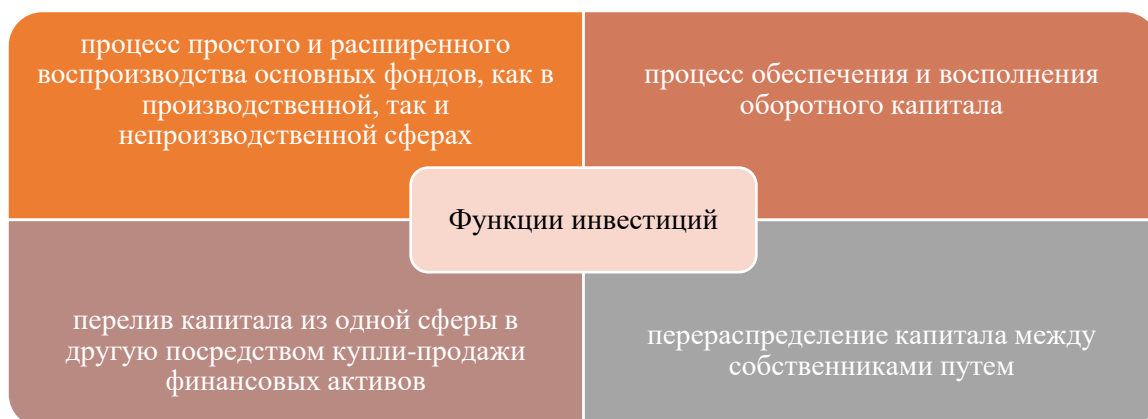 процесс простого и расширенного
воспроизводства основных фондов, как в
производственной, так и
непроизводственной сферах
процесс обеспечения и восполнения
оборотного капитала
Функции инвестиций
перелив капитала из одной сферы в
другую посредством купли-продажи
финансовых активов
перераспределение капитала между
собственниками путем